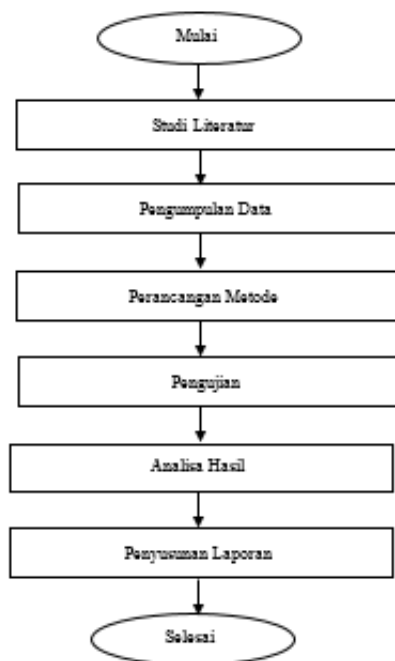 Mulai
Studi Literatur
Pengumpulan Data
Perancangan Metode
Pengujian
Analisa Hasil
Penyusunan Laporan
Selesai